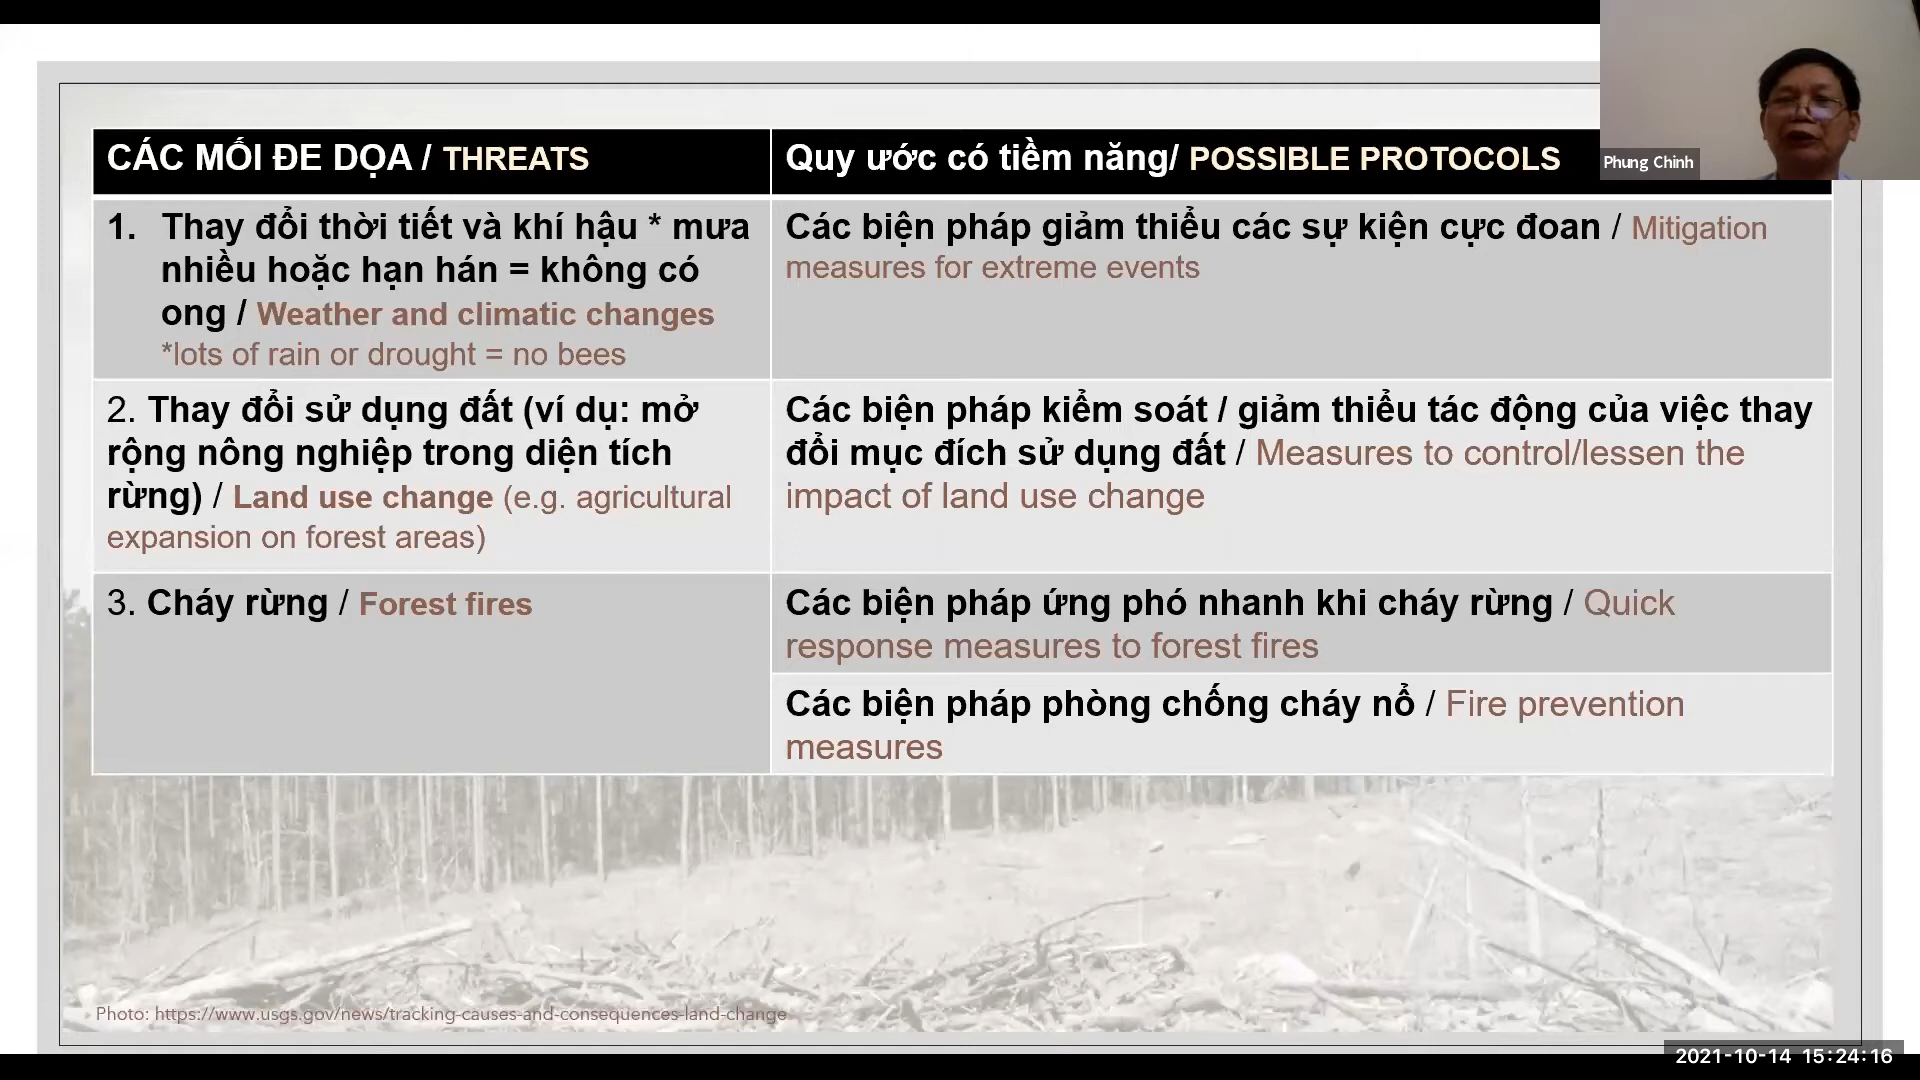 CÁC MỐI ĐE DỌA / THREATS
Quy ước có tiềm năng/ POSSIBLE PROTOCOLS
Phung Chinh
1. Thay đổi thời tiết và khí hậu * mưa
nhiều hoặc hạn hán = không có
ong / Weather and climatic changes
*lots of rain or drought = no bees
Các biện pháp giảm thiểu các sự kiện cực đoan / Mitigation
measures for extreme events
2. Thay đổi sử dụng đất (ví dụ: mở
rộng nông nghiệp trong diện tích
rừng) / Land use change (e.g. agricultural
expansion on forest areas)
Các biện pháp kiểm soát / giảm thiểu tác động của việc thay
đổi mục đích sử dụng đất / Measures to control/lessen the
impact of land use change
3. Cháy rừng / Forest fires
Các biện pháp ứng phó nhanh khi cháy rừng / Quick
response measures to forest fires
Các biện pháp phòng chống cháy nổ / Fire prevention
measures
Photo: https://www.usgs.gov/news/tracking-causes-and-consequences-land-change
2021-10-14 15:24:16